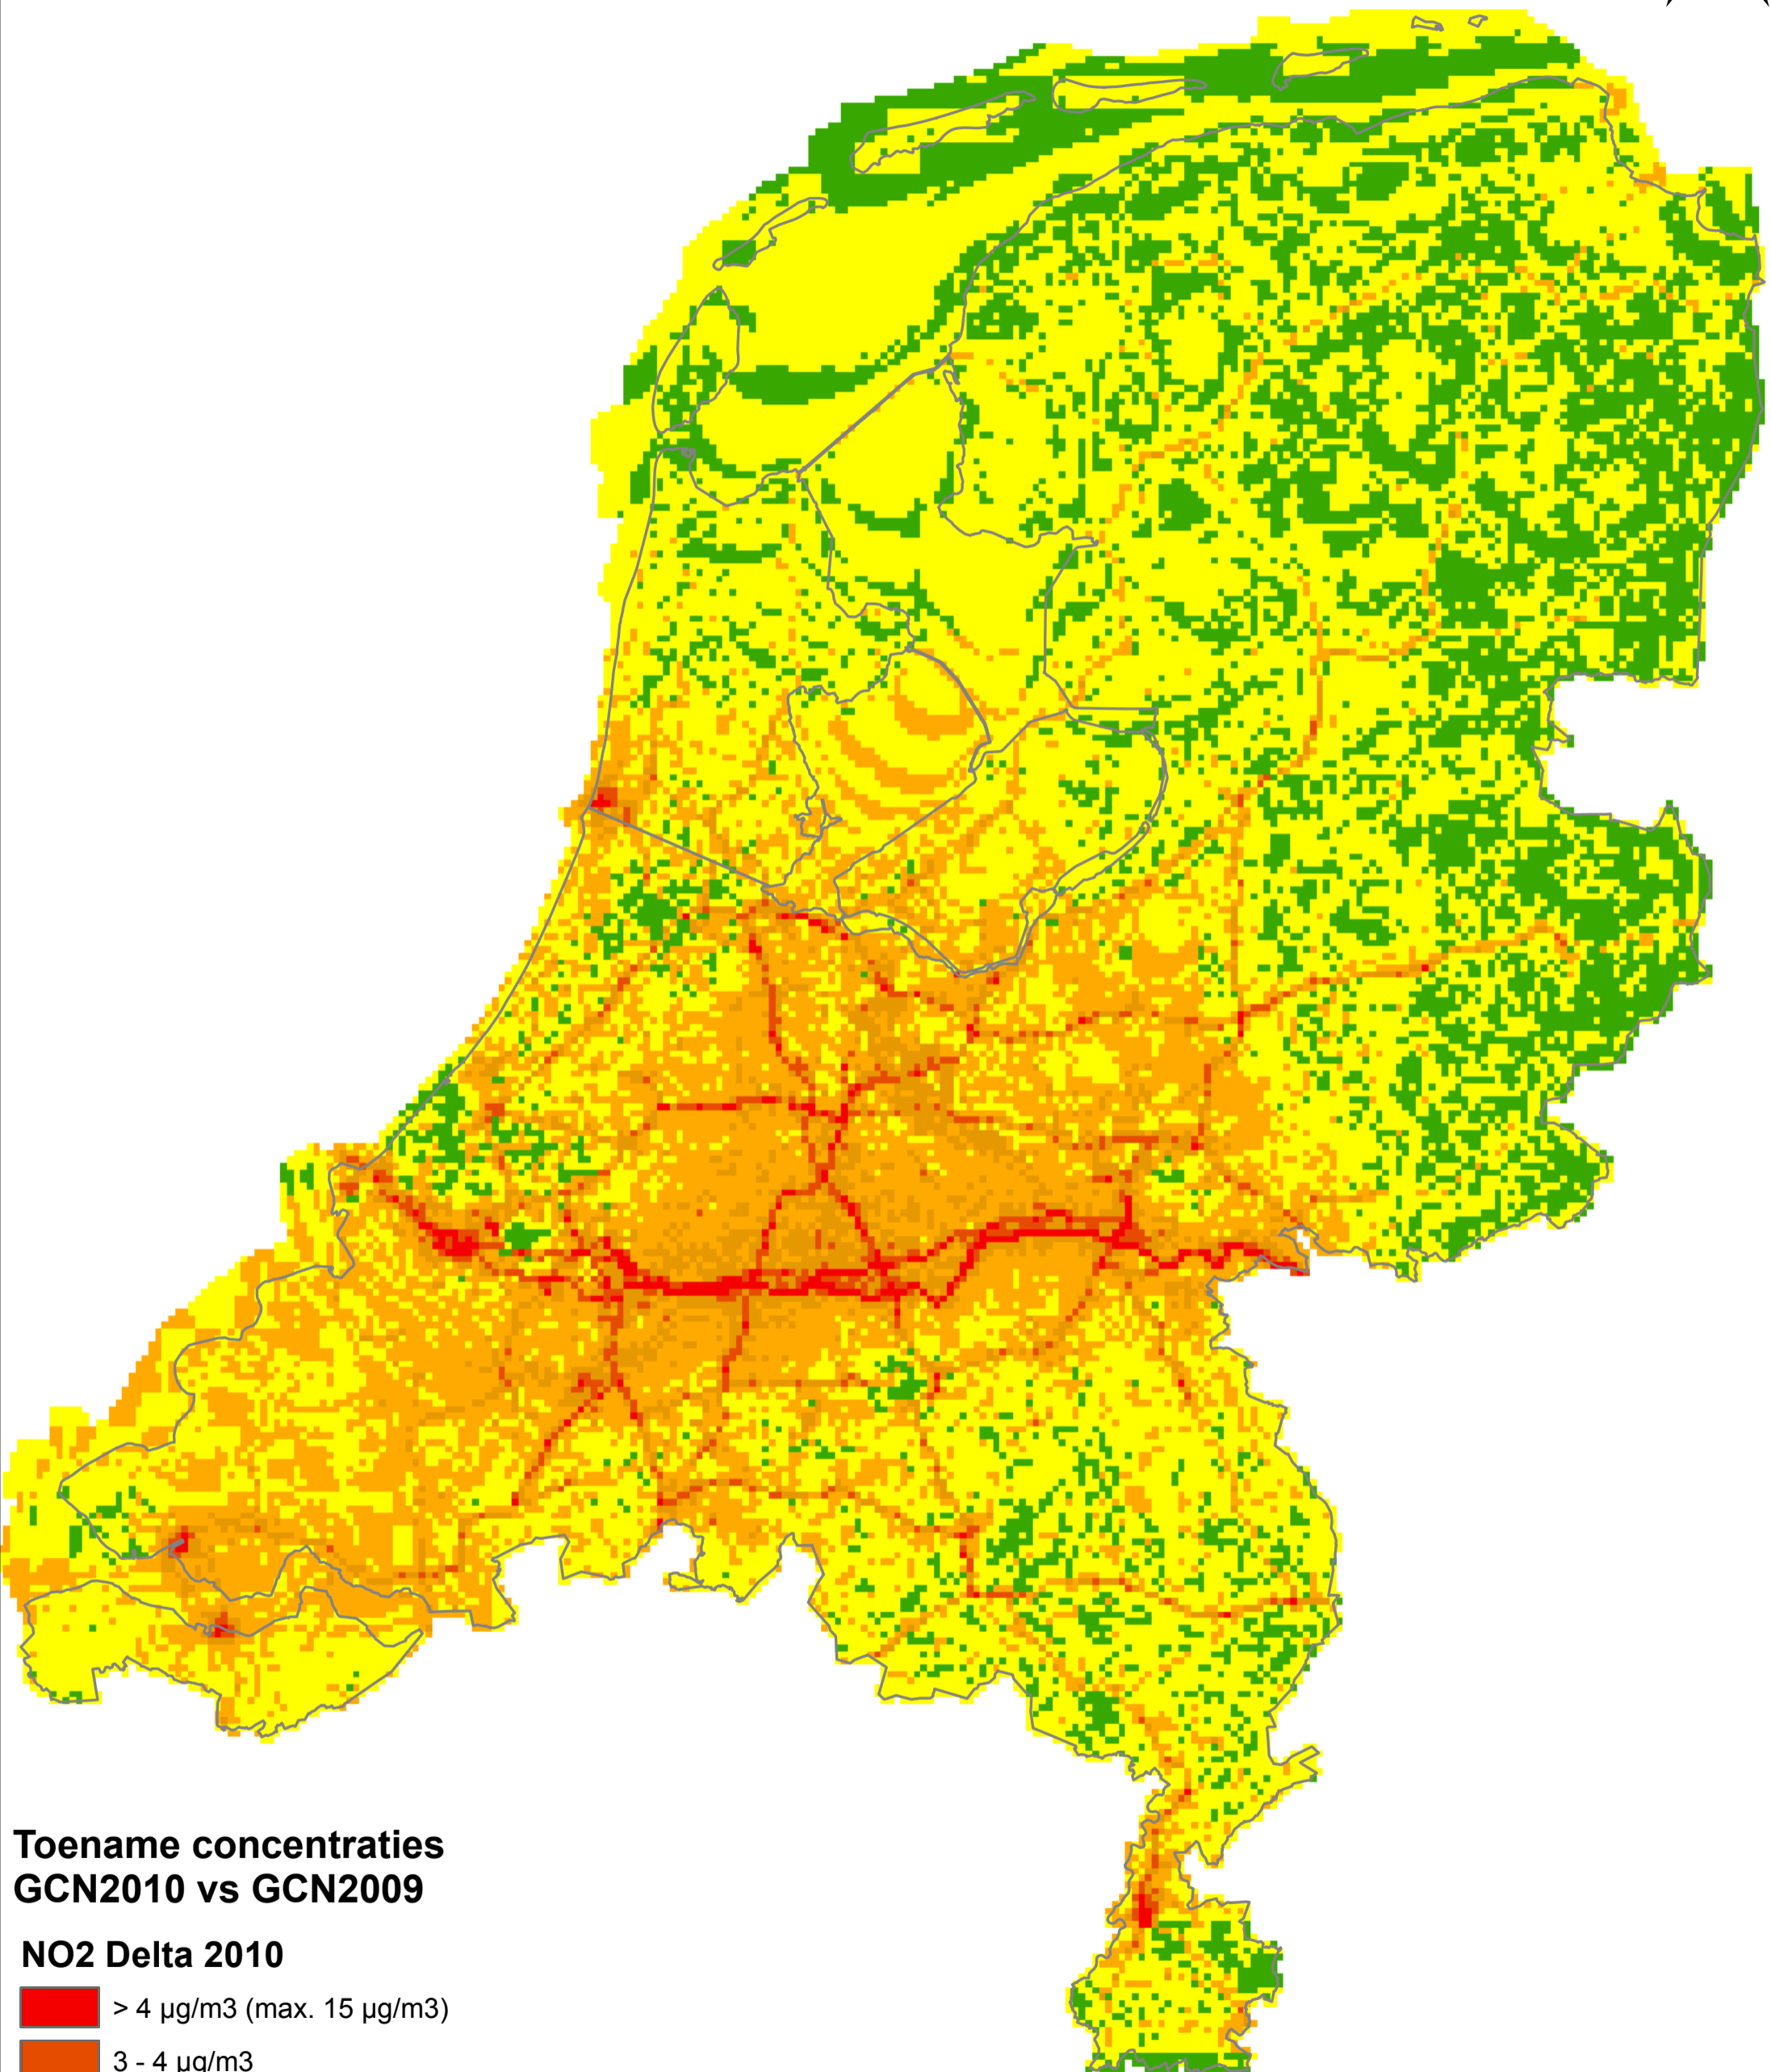 Toename concentraties
GCN2010 vs GCN2009
NO2 Delta 2010
> 4 µg/m3 (max. 15 µg/m3)
3 - 4 µg/m3